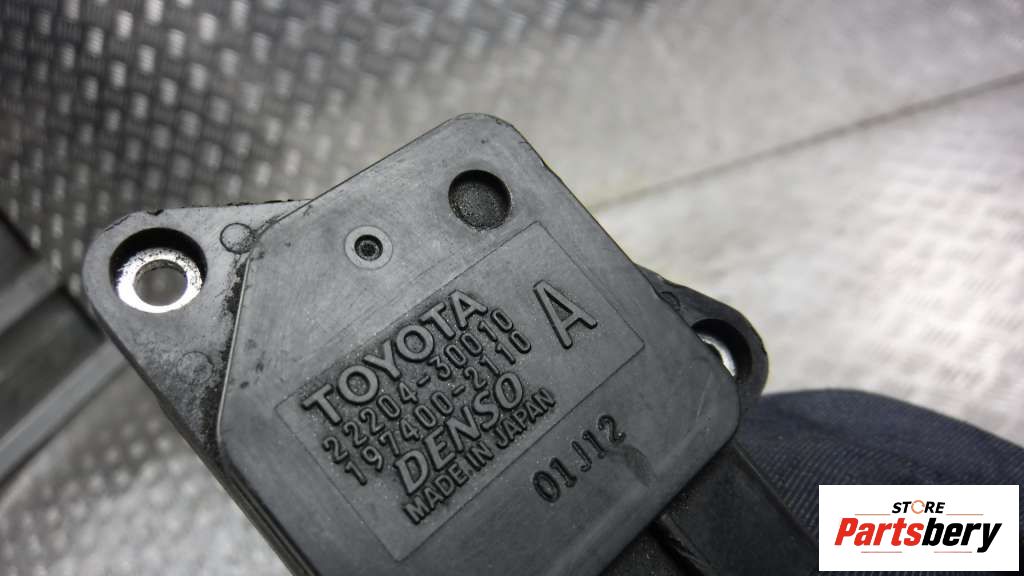 TOYOTA
22204-30010
197400-2110
DENSO
MADE IN JAPAN
A
01J12
STORE
Partsbery